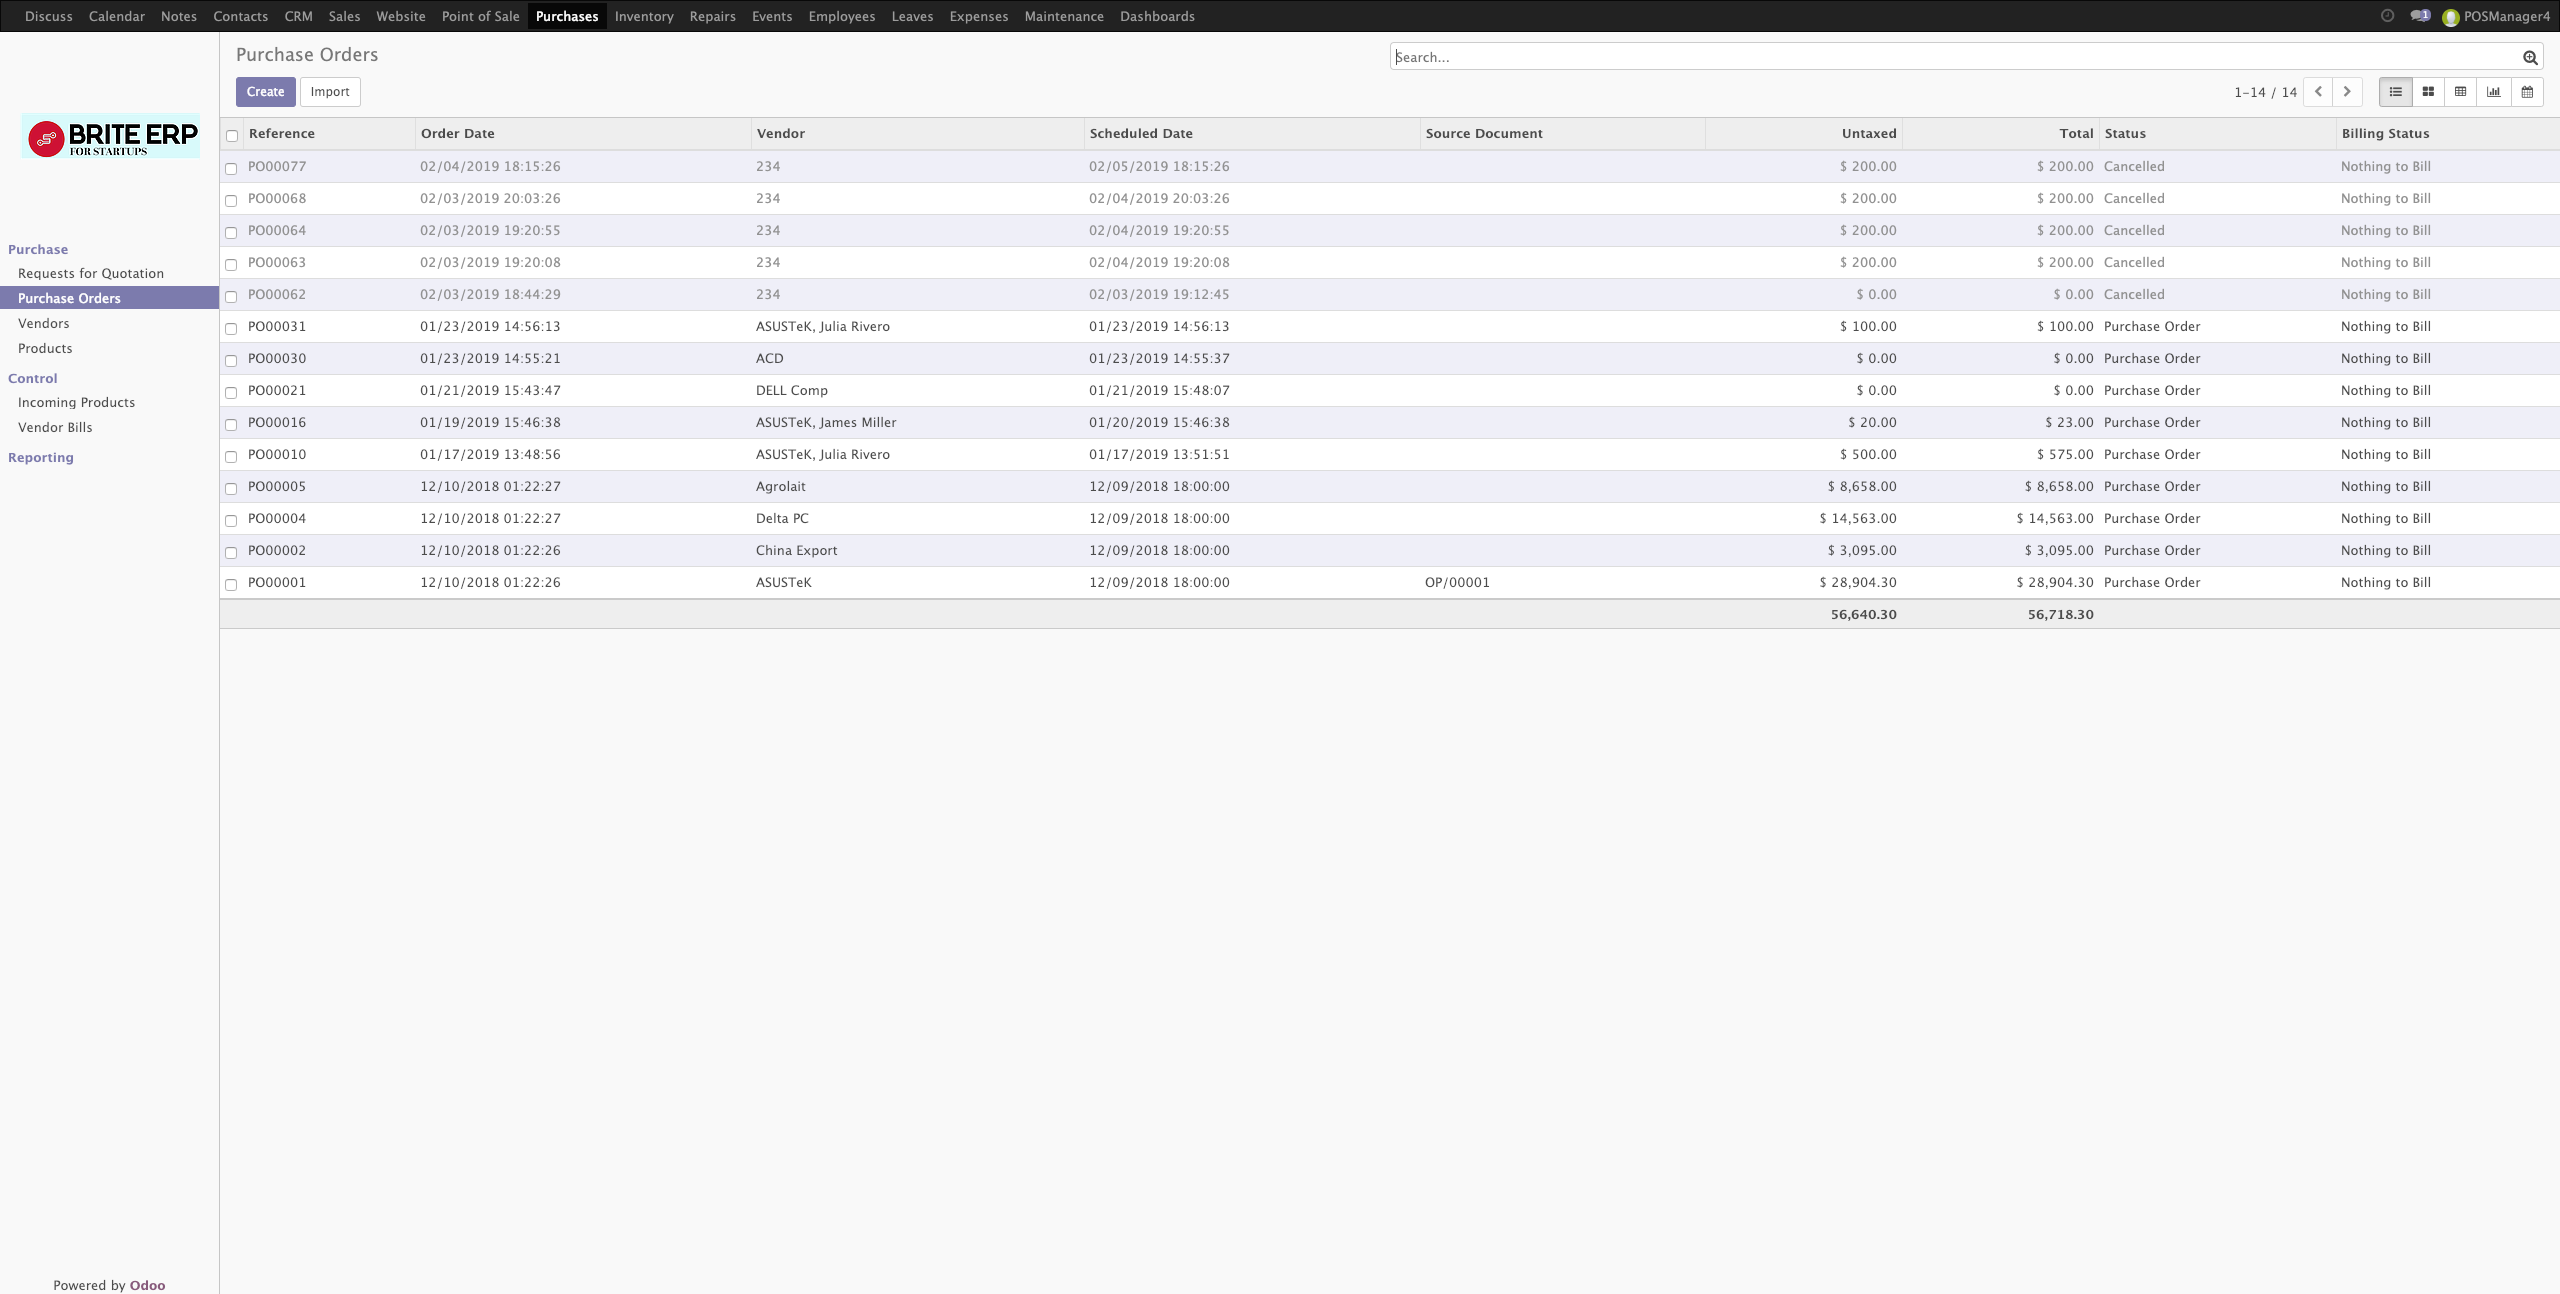 Discuss Calendar Notes Contacts CRM Sales Website Point of Sale Purchases Inventory Repairs Events Employees Leaves Expenses Maintenance Dashboards 1 POSManager4
Purchase Orders Search...
Create Import 1-14 / 14
BRITE ERP
FOR STARTUPS
Purchase
Requests for Quotation
Purchase Orders
Vendors
Products
Control
Incoming Products
Vendor Bills
Reporting
Reference Order Date Vendor Scheduled Date Source Document Untaxed Total Status Billing Status
PO00077 02/04/2019 18:15:26 234 02/05/2019 18:15:26 $ 200.00 $ 200.00 Cancelled Nothing to Bill
PO00068 02/03/2019 20:03:26 234 02/04/2019 20:03:26 $ 200.00 $ 200.00 Cancelled Nothing to Bill
PO00064 02/03/2019 19:20:55 234 02/04/2019 19:20:55 $ 200.00 $ 200.00 Cancelled Nothing to Bill
PO00063 02/03/2019 19:20:08 234 02/04/2019 19:20:08 $ 200.00 $ 200.00 Cancelled Nothing to Bill
PO00062 02/03/2019 18:44:29 234 02/03/2019 19:12:45 $ 0.00 $ 0.00 Cancelled Nothing to Bill
PO00031 01/23/2019 14:56:13 ASUSTeK, Julia Rivero 01/23/2019 14:56:13 $ 100.00 $ 100.00 Purchase Order Nothing to Bill
PO00030 01/23/2019 14:55:21 ACD 01/23/2019 14:55:37 $ 0.00 $ 0.00 Purchase Order Nothing to Bill
PO00021 01/21/2019 15:43:47 DELL Comp 01/21/2019 15:48:07 $ 0.00 $ 0.00 Purchase Order Nothing to Bill
PO00016 01/19/2019 15:46:38 ASUSTeK, James Miller 01/20/2019 15:46:38 $ 20.00 $ 23.00 Purchase Order Nothing to Bill
PO00010 01/17/2019 13:48:56 ASUSTeK, Julia Rivero 01/17/2019 13:51:51 $ 500.00 $ 575.00 Purchase Order Nothing to Bill
PO00005 12/10/2018 01:22:27 Agrolait 12/09/2018 18:00:00 $ 8,658.00 $ 8,658.00 Purchase Order Nothing to Bill
PO00004 12/10/2018 01:22:27 Delta PC 12/09/2018 18:00:00 $ 14,563.00 $ 14,563.00 Purchase Order Nothing to Bill
PO00002 12/10/2018 01:22:26 China Export 12/09/2018 18:00:00 $ 3,095.00 $ 3,095.00 Purchase Order Nothing to Bill
PO00001 12/10/2018 01:22:26 ASUSTeK 12/09/2018 18:00:00 OP/00001 $ 28,904.30 $ 28,904.30 Purchase Order Nothing to Bill
56,640.30 56,718.30
Powered by Odoo